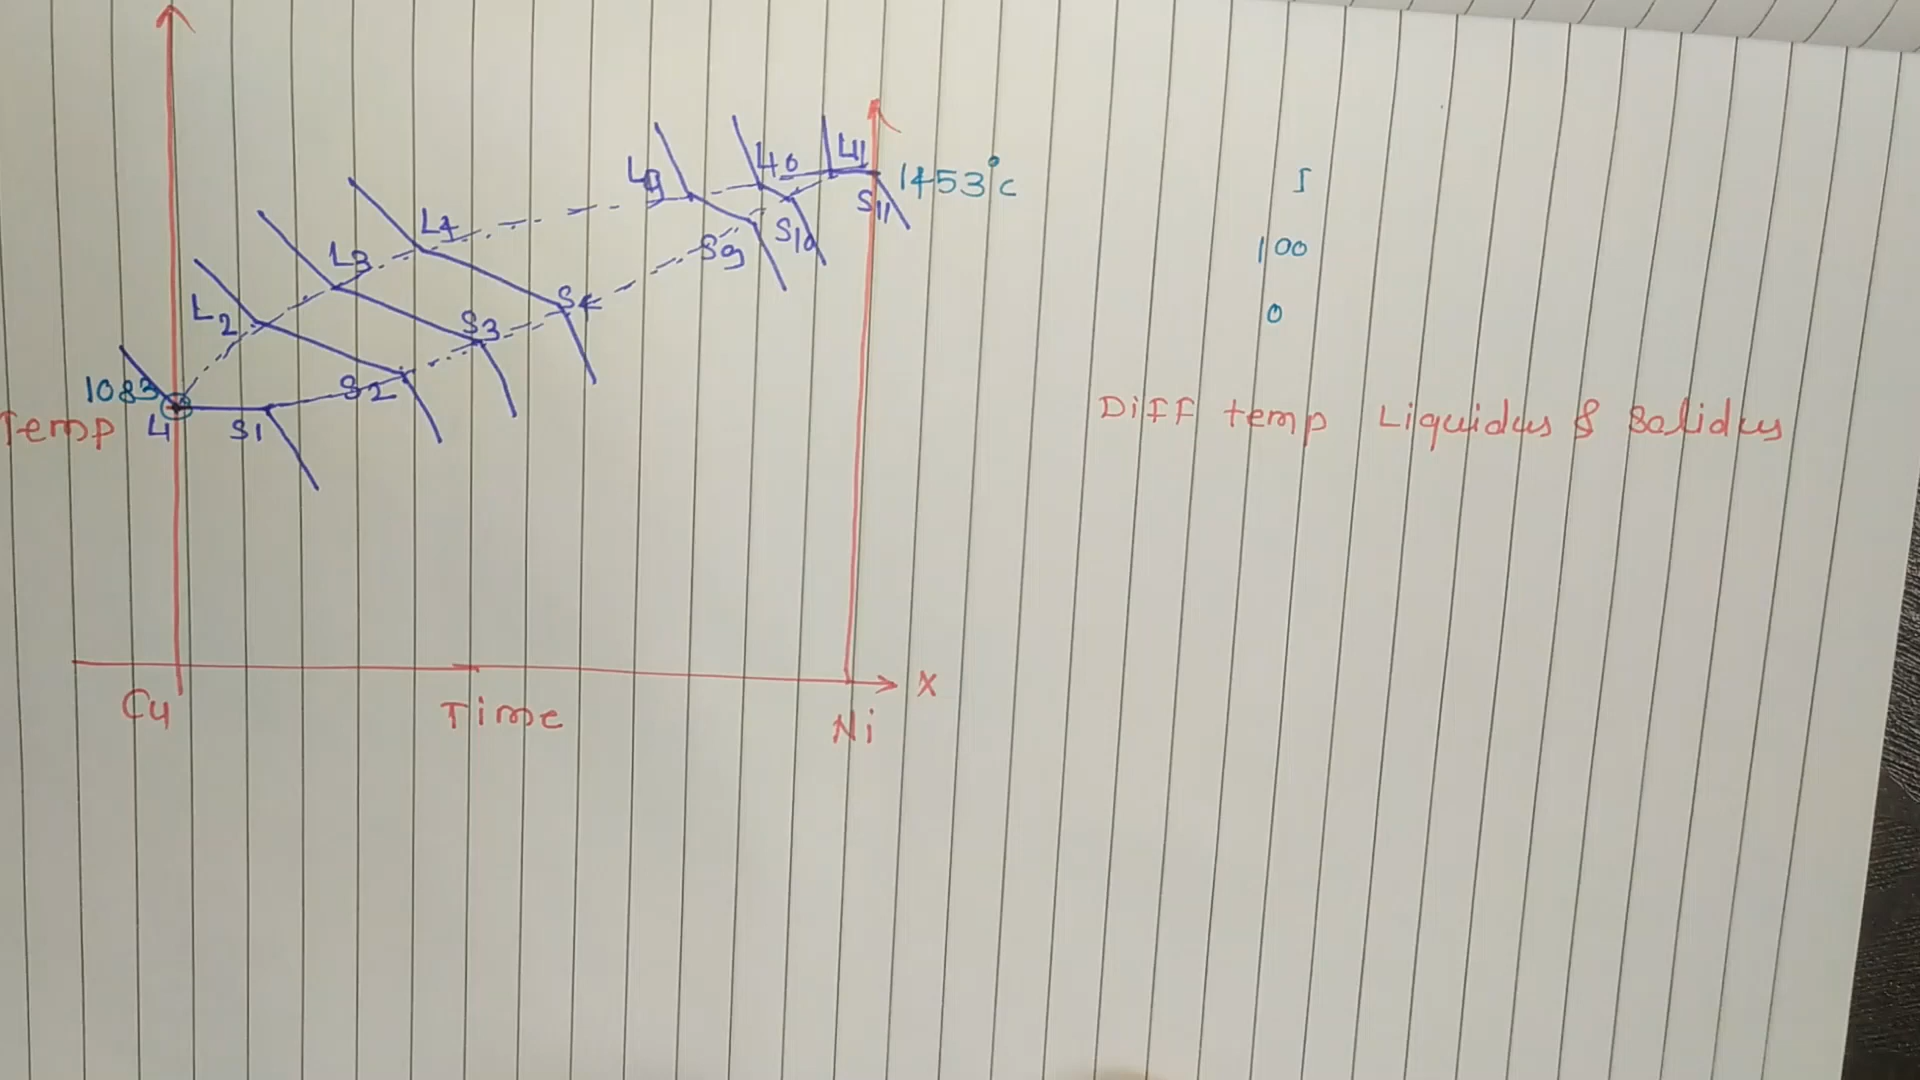 L9
L10
L11
1453°c
L4
S11
L3
S9
S10
L2
S4
S3
1083
S2
Temp
L1
S1
Cu
Time
Ni
X
S
100
0
Diff temp Liquidus & Solidus